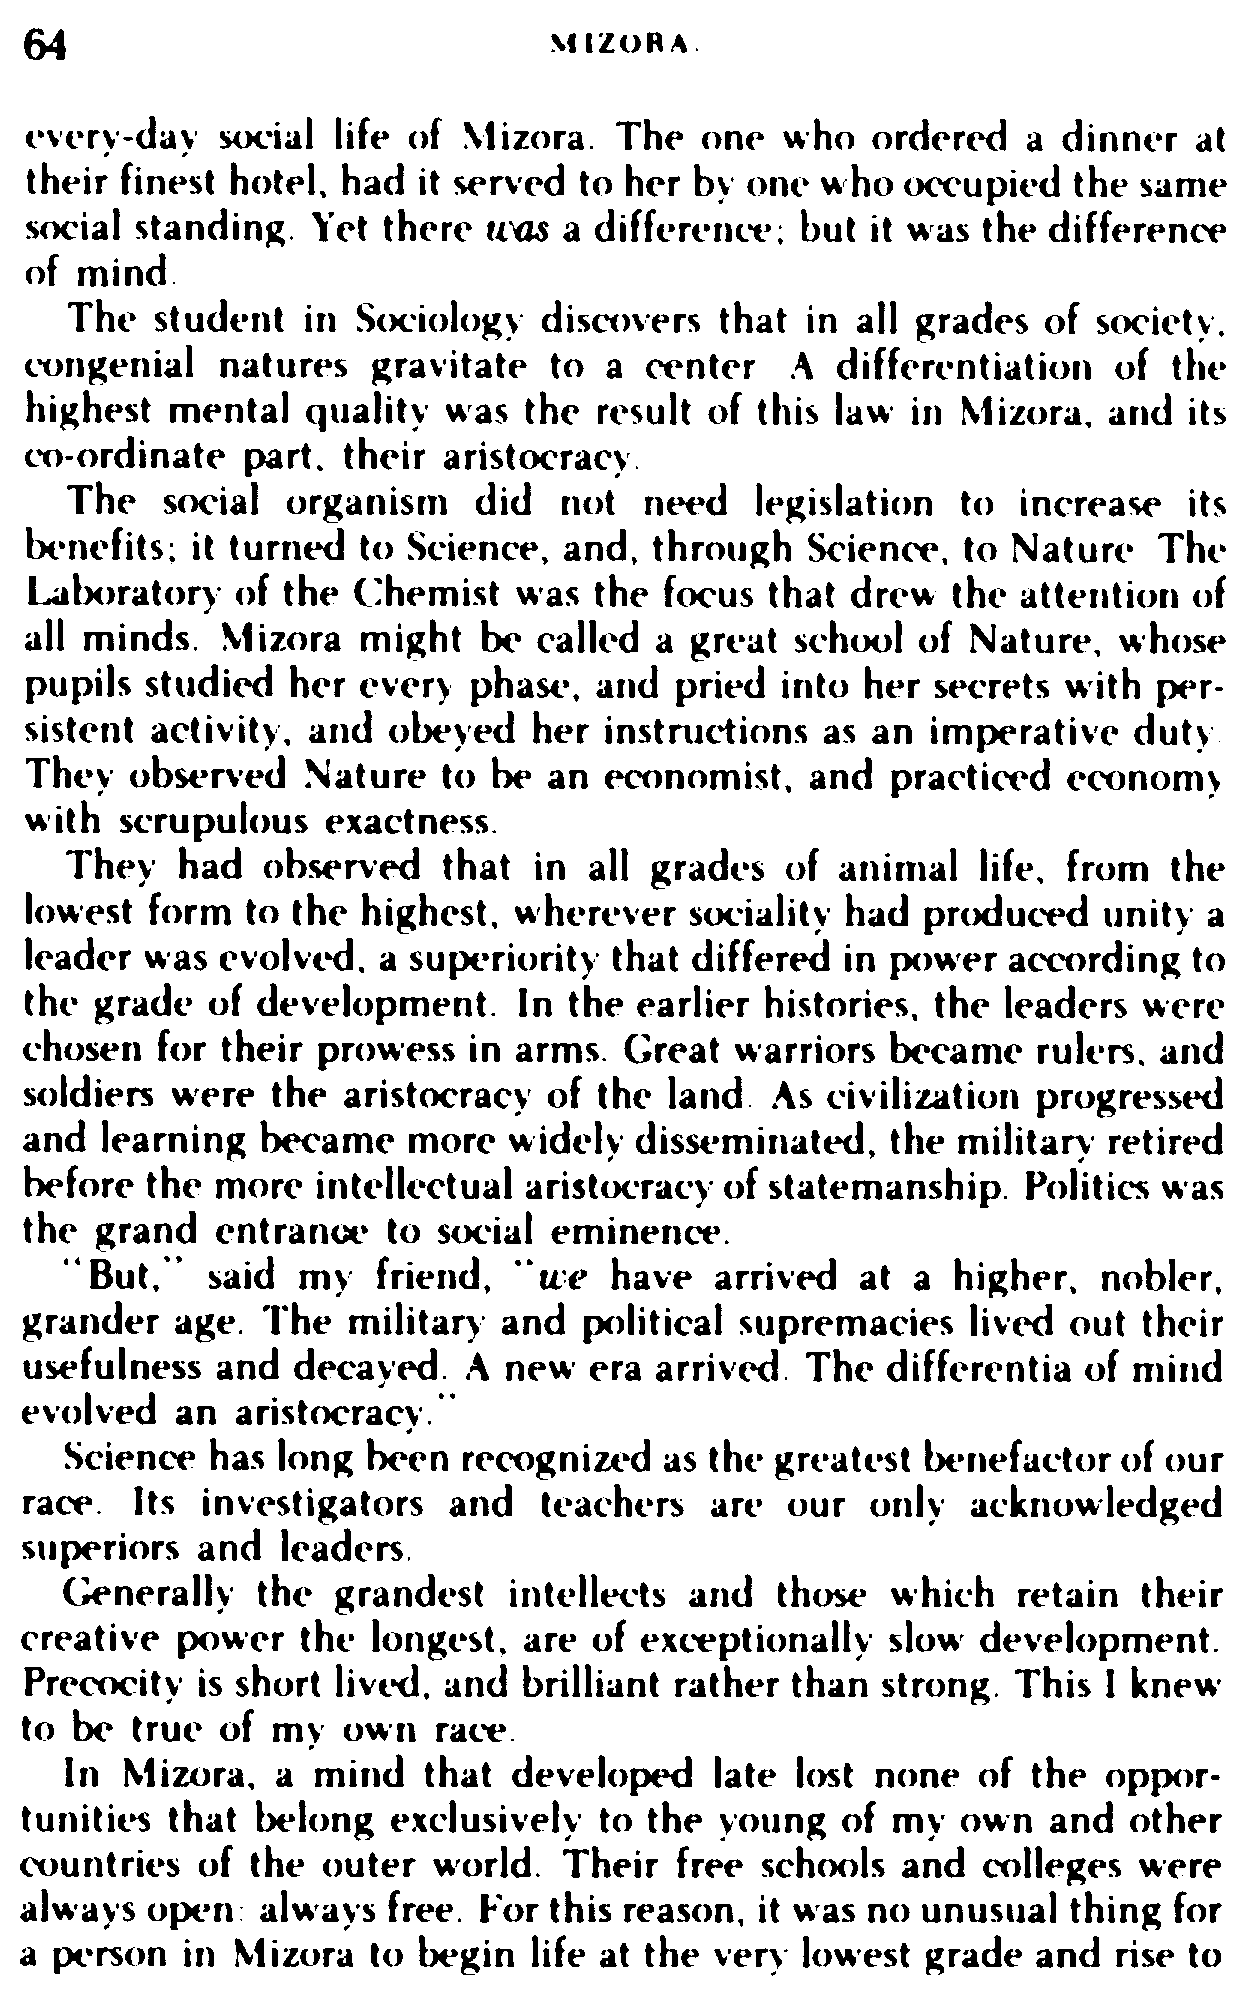 64 MIZORA.
every-day social life of Mizora. The one who ordered a dinner at
their finest hotel, had it served to her by one who occupied the same
social standing. Yet there was a difference; but it was the difference
of mind.
The student in Sociology discovers that in all grades of society,
congenial natures gravitate to a center A differentiation of the
highest mental quality was the result of this law in Mizora, and its
co-ordinate part, their aristocracy.
The social organism did not need legislation to increase its
benefits; it turned to Science, and, through Science, to Nature The
Laboratory of the Chemist was the focus that drew the attention of
all minds. Mizora might be called a great school of Nature, whose
pupils studied her every phase, and pried into her secrets with per-
sistent activity, and obeyed her instructions as an imperative duty.
They observed Nature to be an economist, and practiced economy
with scrupulous exactness.
They had observed that in all grades of animal life, from the
lowest form to the highest, wherever sociality had produced unity a
leader was evolved, a superiority that differed in power according to
the grade of development. In the earlier histories, the leaders were
chosen for their prowess in arms. Great warriors became rulers, and
soldiers were the aristocracy of the land. As civilization progressed
and learning became more widely disseminated, the military retired
before the more intellectual aristocracy of statemanship. Politics was
the grand entrance to social eminence.
"But," said my friend, "we have arrived at a higher, nobler,
grander age. The military and political supremacies lived out their
usefulness and decayed. A new era arrived. The differentia of mind
evolved an aristocracy."
Science has long been recognized as the greatest benefactor of our
race. Its investigators and teachers are our only acknowledged
superiors and leaders.
Generally the grandest intellects and those which retain their
creative power the longest, are of exceptionally slow development.
Precocity is short lived, and brilliant rather than strong. This I knew
to be true of my own race.
In Mizora, a mind that developed late lost none of the oppor-
tunities that belong exclusively to the young of my own and other
countries of the outer world. Their free schools and colleges were
always open: always free. For this reason, it was no unusual thing for
a person in Mizora to begin life at the very lowest grade and rise to